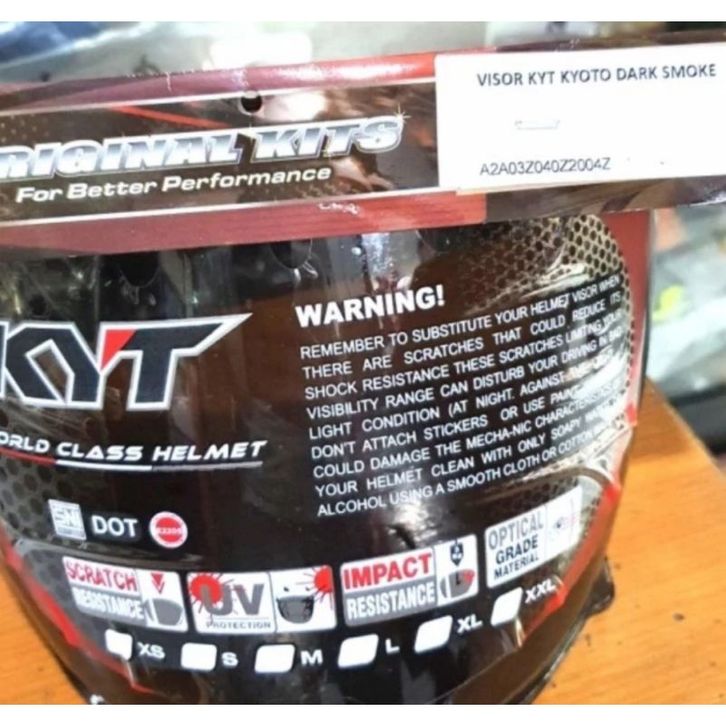 VISOR KYT KYOTO DARK SMOKE
A2A03Z040Z2004Z
RIGINAL KITS
For Better Performance
KYT
ORLD CLASS HELMET
WARNING!
REMEMBER TO SUBSTITUTE YOUR HELMET VISOR WHEN
THERE ARE SCRATCHES THAT COULD REDUCE ITS
SHOCK RESISTANCE THESE SCRATCHES LIMITING YOUR
VISIBILITY RANGE CAN DISTURB YOUR DRIVING IN BAD
LIGHT CONDITION (AT NIGHT. AGAINST
DON'T ATTACH STICKERS OR USE PAINT
COULD DAMAGE THE MECHA-NIC CHARACTERISTICS
YOUR HELMET CLEAN WITH ONLY SOAPY WATER
ALCOHOL USING A SMOOTH CLOTH OR COTTON
SNI DOT
SCRATCH
RESISTANCE
UV
PROTECTION
IMPACT
RESISTANCE
OPTICAL
GRADE
MATERIAL
XS S M L XL XXL